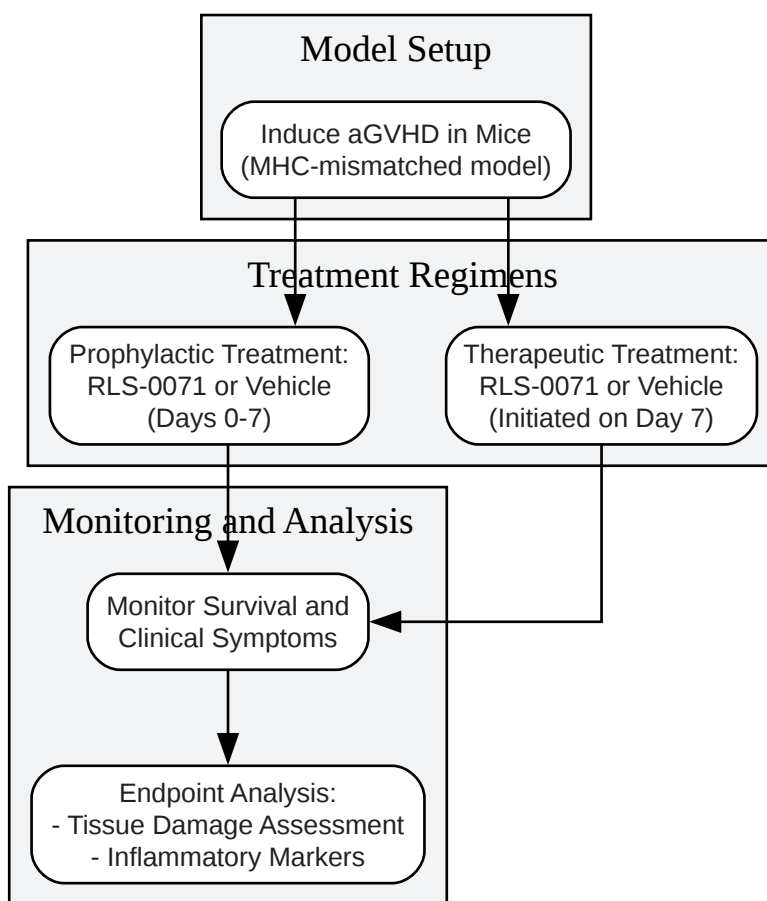 Model Setup
Induce aGVHD in Mice
(MHC-mismatched model)
Treatment Regimens
Prophylactic Treatment:
RLS-0071 or Vehicle
(Days 0-7)
Therapeutic Treatment:
RLS-0071 or Vehicle
(Initiated on Day 7)
Monitoring and Analysis
Monitor Survival and
Clinical Symptoms
Endpoint Analysis:
- Tissue Damage Assessment
- Inflammatory Markers